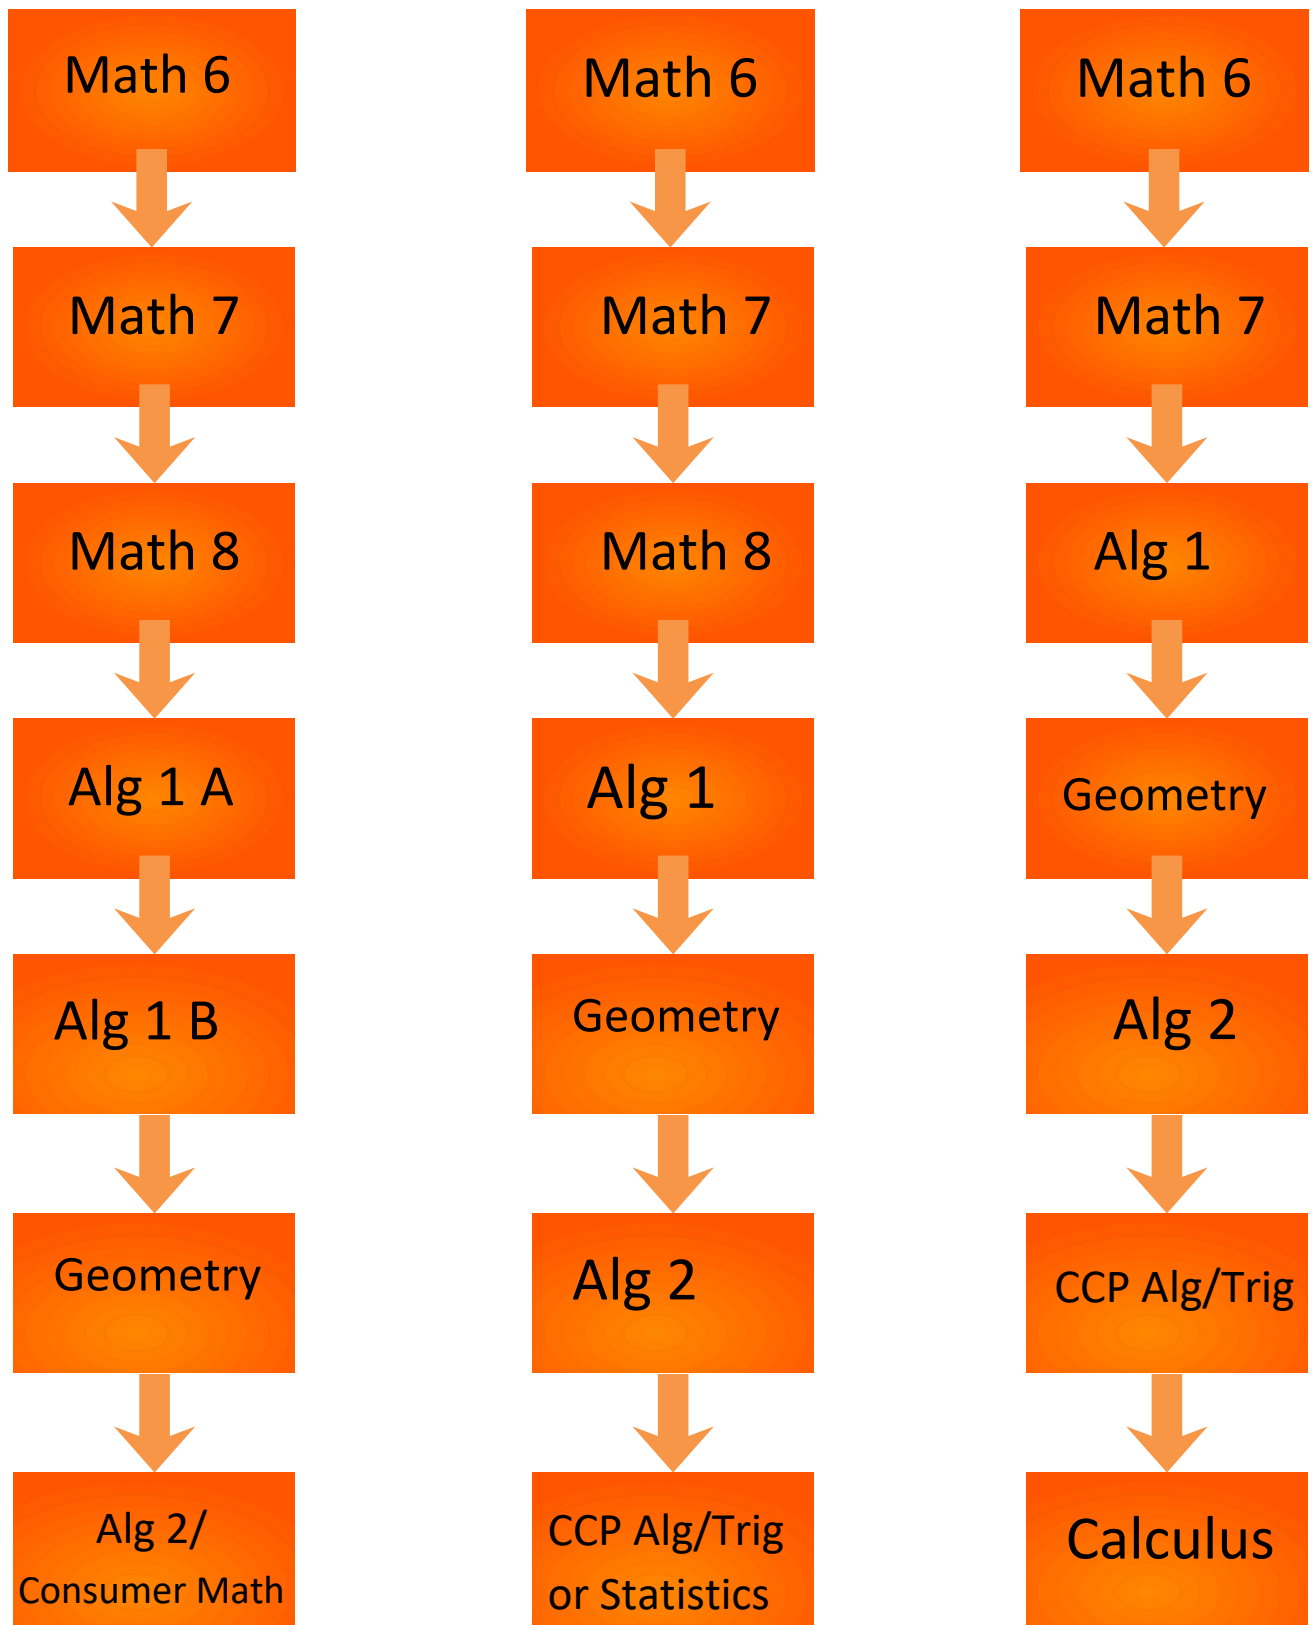 Math 6
Math 7
Math 8
Alg 1 A
Alg 1 B
Geometry
Alg 2/
Consumer Math
Math 6
Math 7
Math 8
Alg 1
Geometry
Alg 2
CCP Alg/Trig
or Statistics
Math 6
Math 7
Alg 1
Geometry
Alg 2
CCP Alg/Trig
Calculus